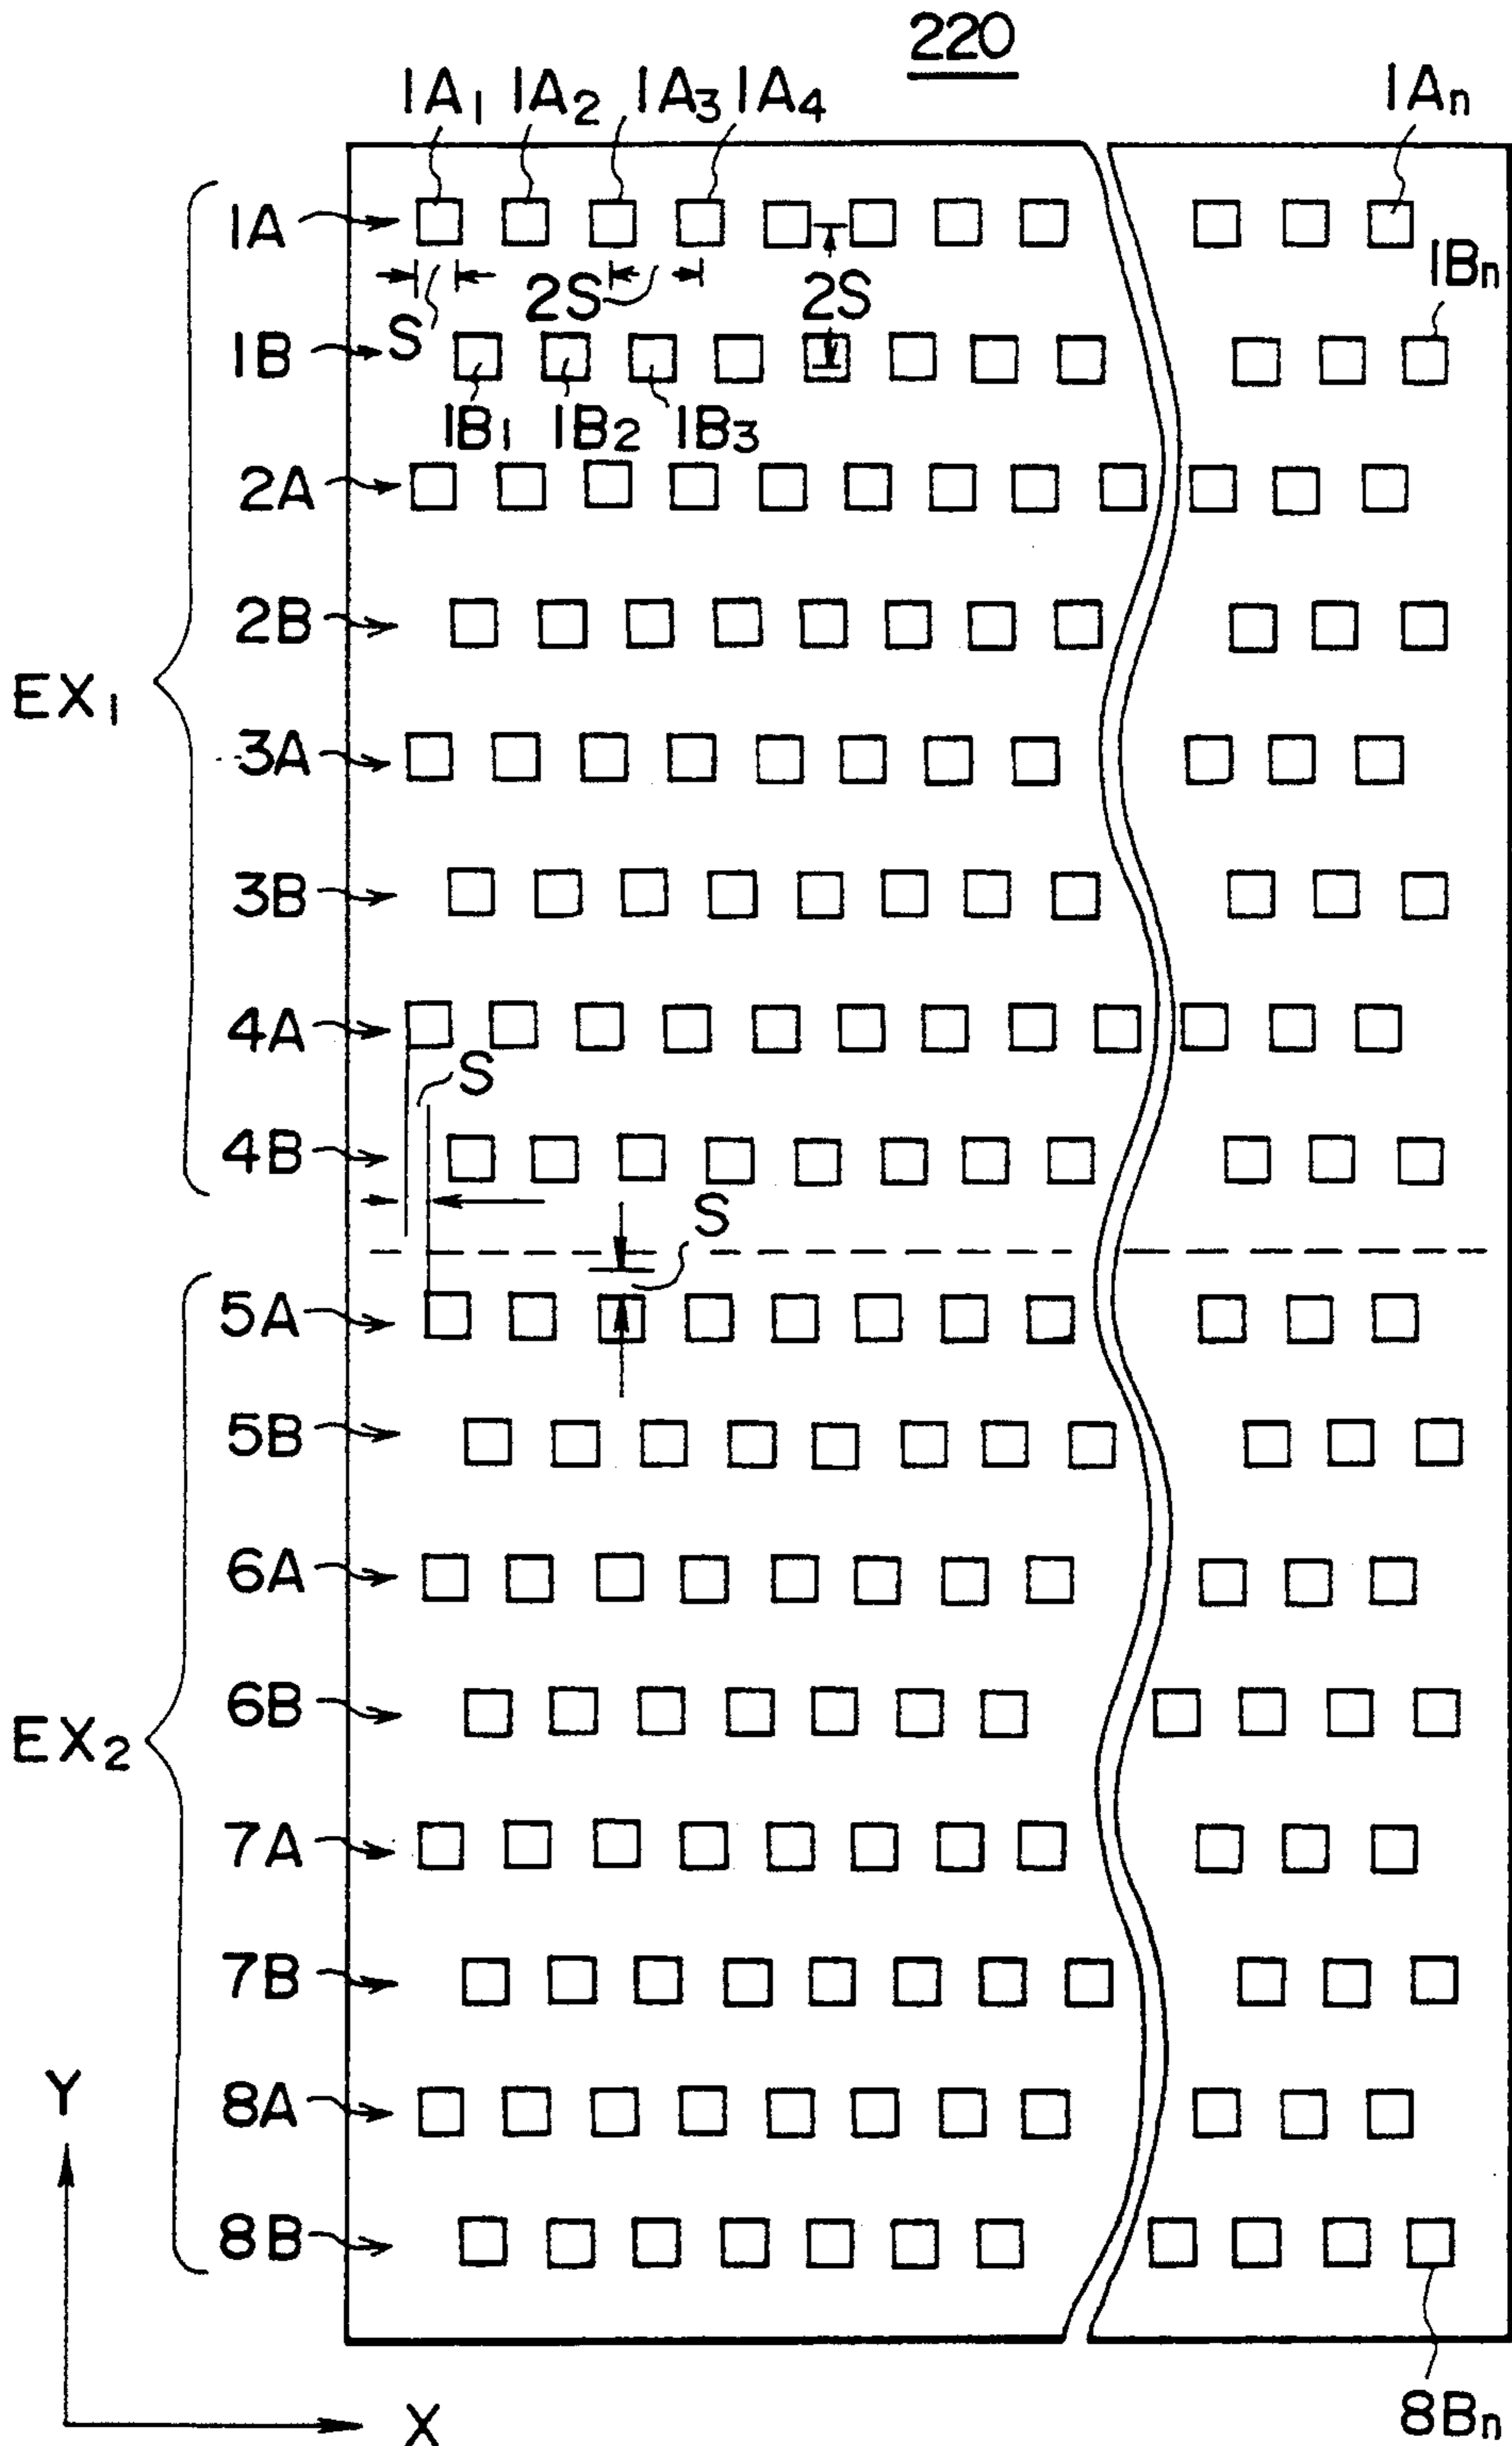 220
1A₁ 1A₂ 1A₃ 1A₄ 1Aₙ
1A
S 2S 2S 1Bₙ
1B
1B₁ 1B₂ 1B₃
2A
2B
EX₁
3A
3B
4A
S
4B
S
5A
5B
6A
6B
EX₂
7A
7B
8A
Y
8B
X
8Bₙ